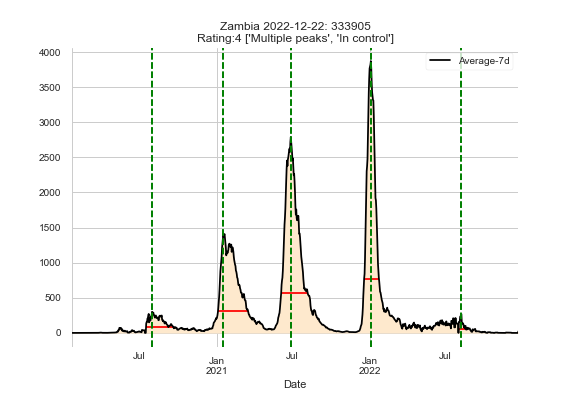 Zambia 2022-12-22: 333905
Rating:4 ['Multiple peaks', 'In control']
Average-7d
4000
3500
3000
2500
2000
1500
1000
500
0
Jul
Jan
2021
Jul
Jan
2022
Jul
Date